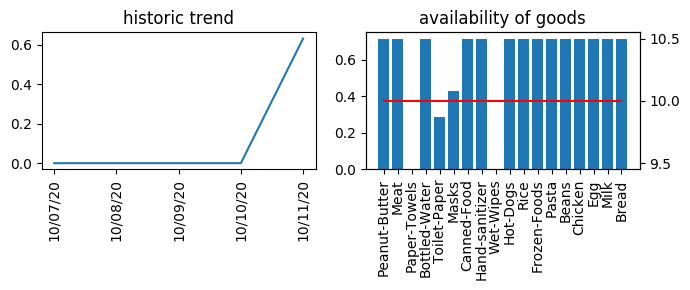 historic trend
0.6
0.4
0.2
0.0
10/07/20
10/08/20
10/09/20
10/10/20
10/11/20
availability of goods
0.6
0.4
0.2
0.0
10.5
10.0
9.5
Peanut-Butter
Meat
Paper-Towels
Bottled-Water
Toilet-Paper
Masks
Canned-Food
Hand-sanitizer
Wet-Wipes
Hot-Dogs
Rice
Frozen-Foods
Pasta
Beans
Chicken
Egg
Milk
Bread